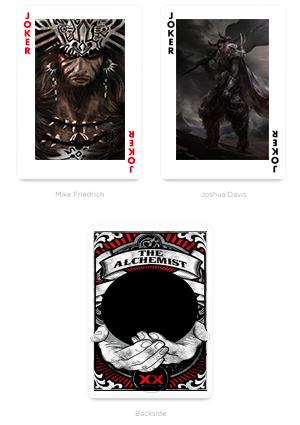 JOKER
JOKER
JOKER
JOKER
Mike Friedrich
Joshua Davis
THE
ALCHEMIST
XX
Backside